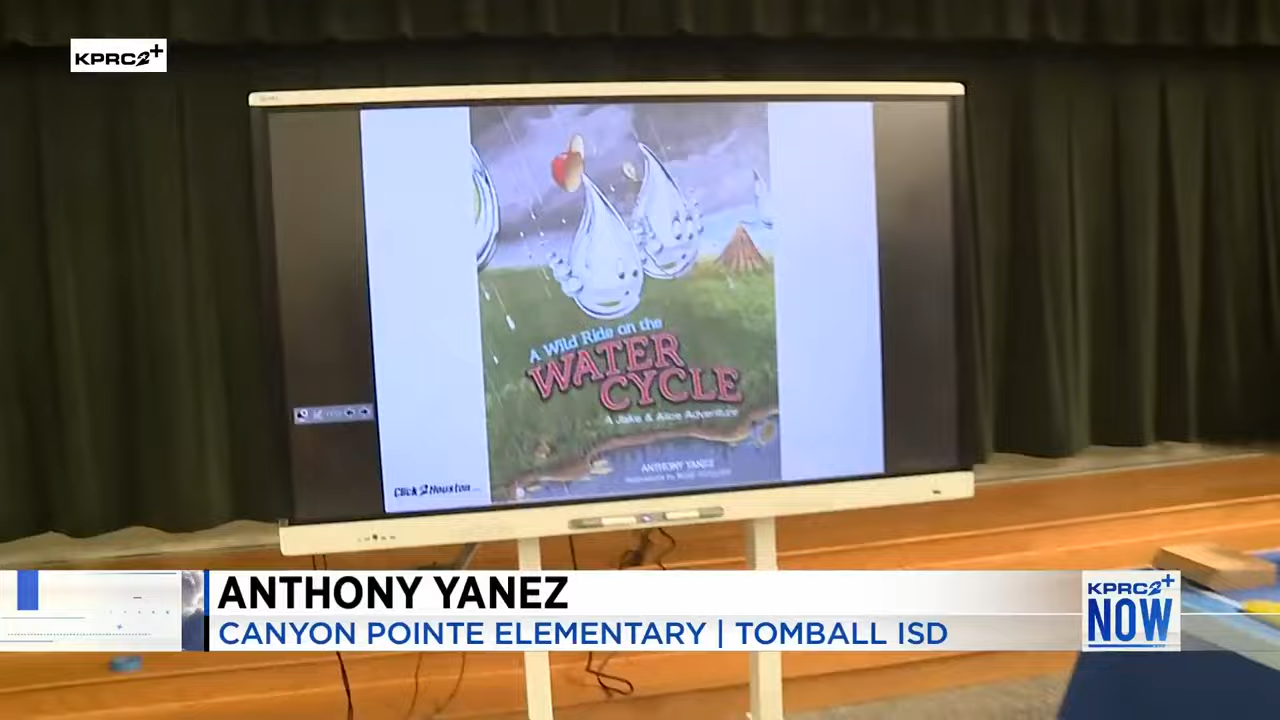 KPRC2+
A Wild Ride on the
WATER
CYCLE
A Jake & Alice Adventure
ANTHONY YANEZ
Click2Houston
ANTHONY YANEZ
CANYON POINTE ELEMENTARY | TOMBALL ISD
KPRC2+
NOW